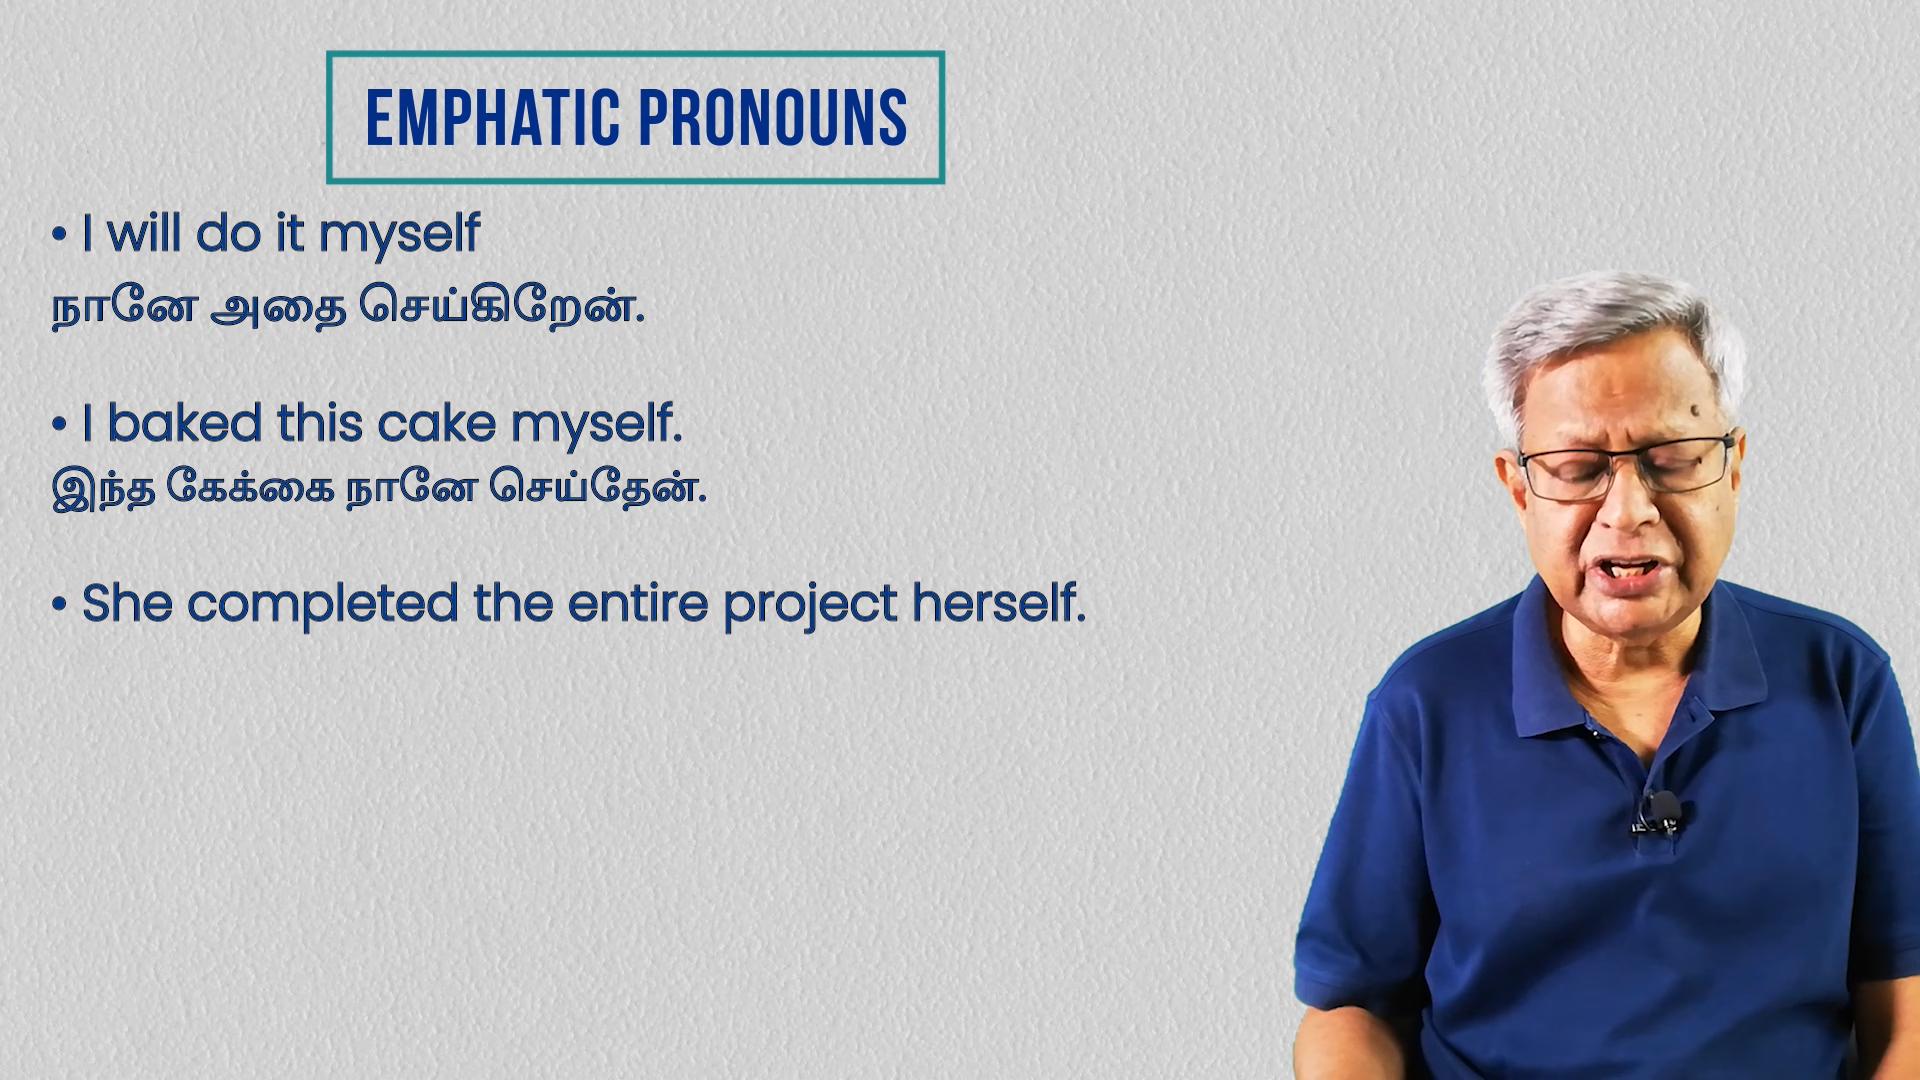 EMPHATIC PRONOUNS
• I will do it myself
நானே அதை செய்கிறேன்.
• I baked this cake myself.
இந்த கேக்கை நானே செய்தேன்.
• She completed the entire project herself.